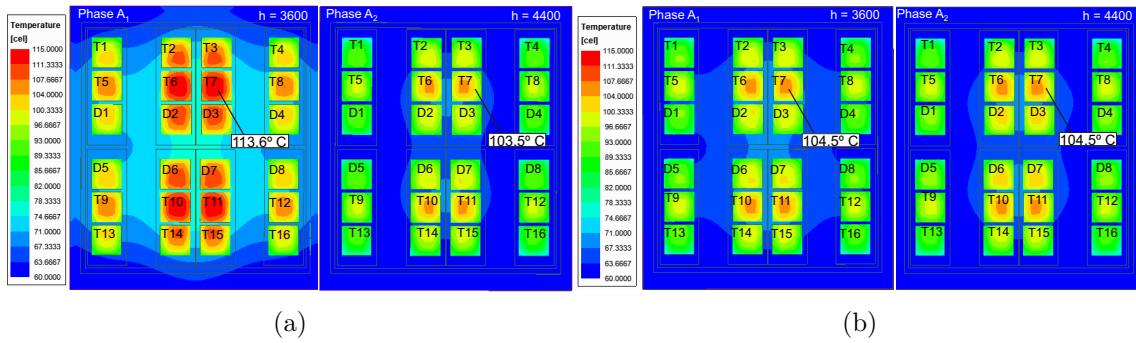 Temperature
[cel]
115.0000
111.3333
107.6667
104.0000
100.3333
96.6667
93.0000
89.3333
85.6667
82.0000
78.3333
74.6667
71.0000
67.3333
63.6667
60.0000
Phase A1 h = 3600
T1 T2 T3 T4
T5 T6 T7 T8
D1 D2 D3 D4
113.6º C
D5 D6 D7 D8
T9 T10 T11 T12
T13 T14 T15 T16
Phase A2 h = 4400
T1 T2 T3 T4
T5 T6 T7 T8
D1 D2 D3 D4
103.5º C
D5 D6 D7 D8
T9 T10 T11 T12
T13 T14 T15 T16
(a)
Temperature
[cel]
115.0000
111.3333
107.6667
104.0000
100.3333
96.6667
93.0000
89.3333
85.6667
82.0000
78.3333
74.6667
71.0000
67.3333
63.6667
60.0000
Phase A1 h = 3600
T1 T2 T3 T4
T5 T6 T7 T8
D1 D2 D3 D4
104.5º C
D5 D6 D7 D8
T9 T10 T11 T12
T13 T14 T15 T16
Phase A2 h = 4400
T1 T2 T3 T4
T5 T6 T7 T8
D1 D2 D3 D4
104.5º C
D5 D6 D7 D8
T9 T10 T11 T12
T13 T14 T15 T16
(b)